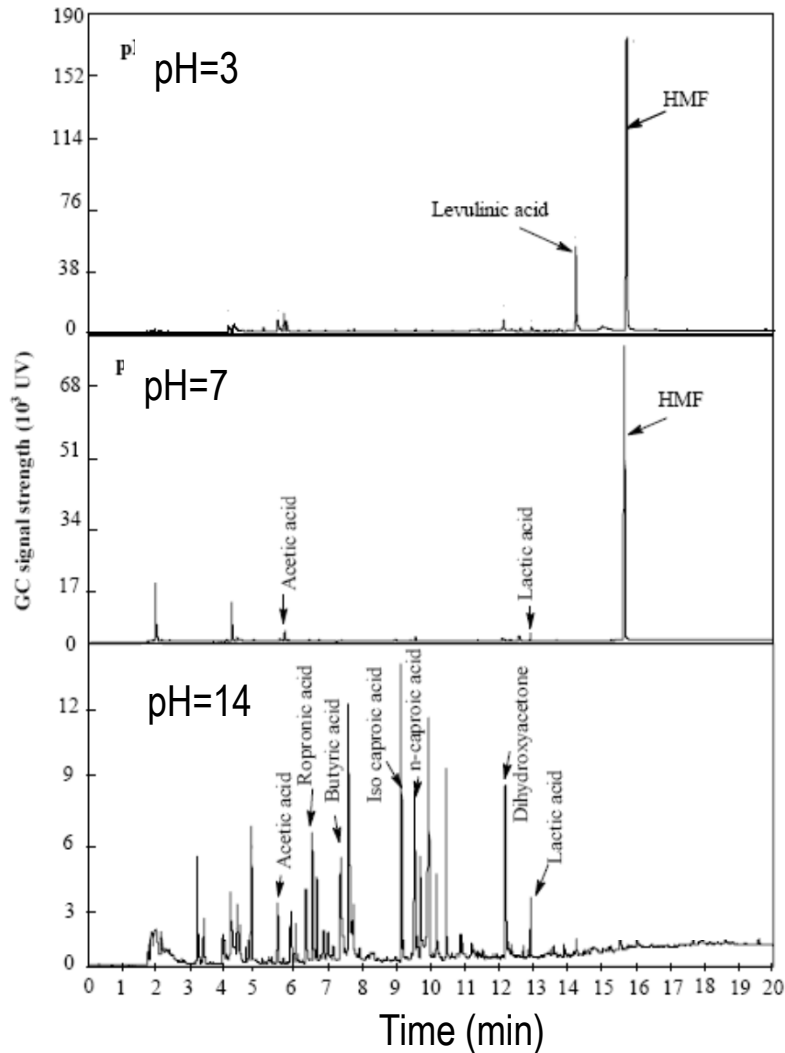 190
pl
pH=3
152
HMF
114
76
Levulinic acid
38
0
p
pH=7
68
HMF
51
Acetic acid
Lactic acid
34
17
0
GC signal strength (10³ UV)
pH=14
12
Acetic acid
Ropronic acid
Butyric acid
Iso caproic acid
n-caproic acid
Dihydroxyacetone
Lactic acid
9
6
3
0
0 1 2 3 4 5 6 7 8 9 10 11 12 13 14 15 16 17 18 19 20
Time (min)